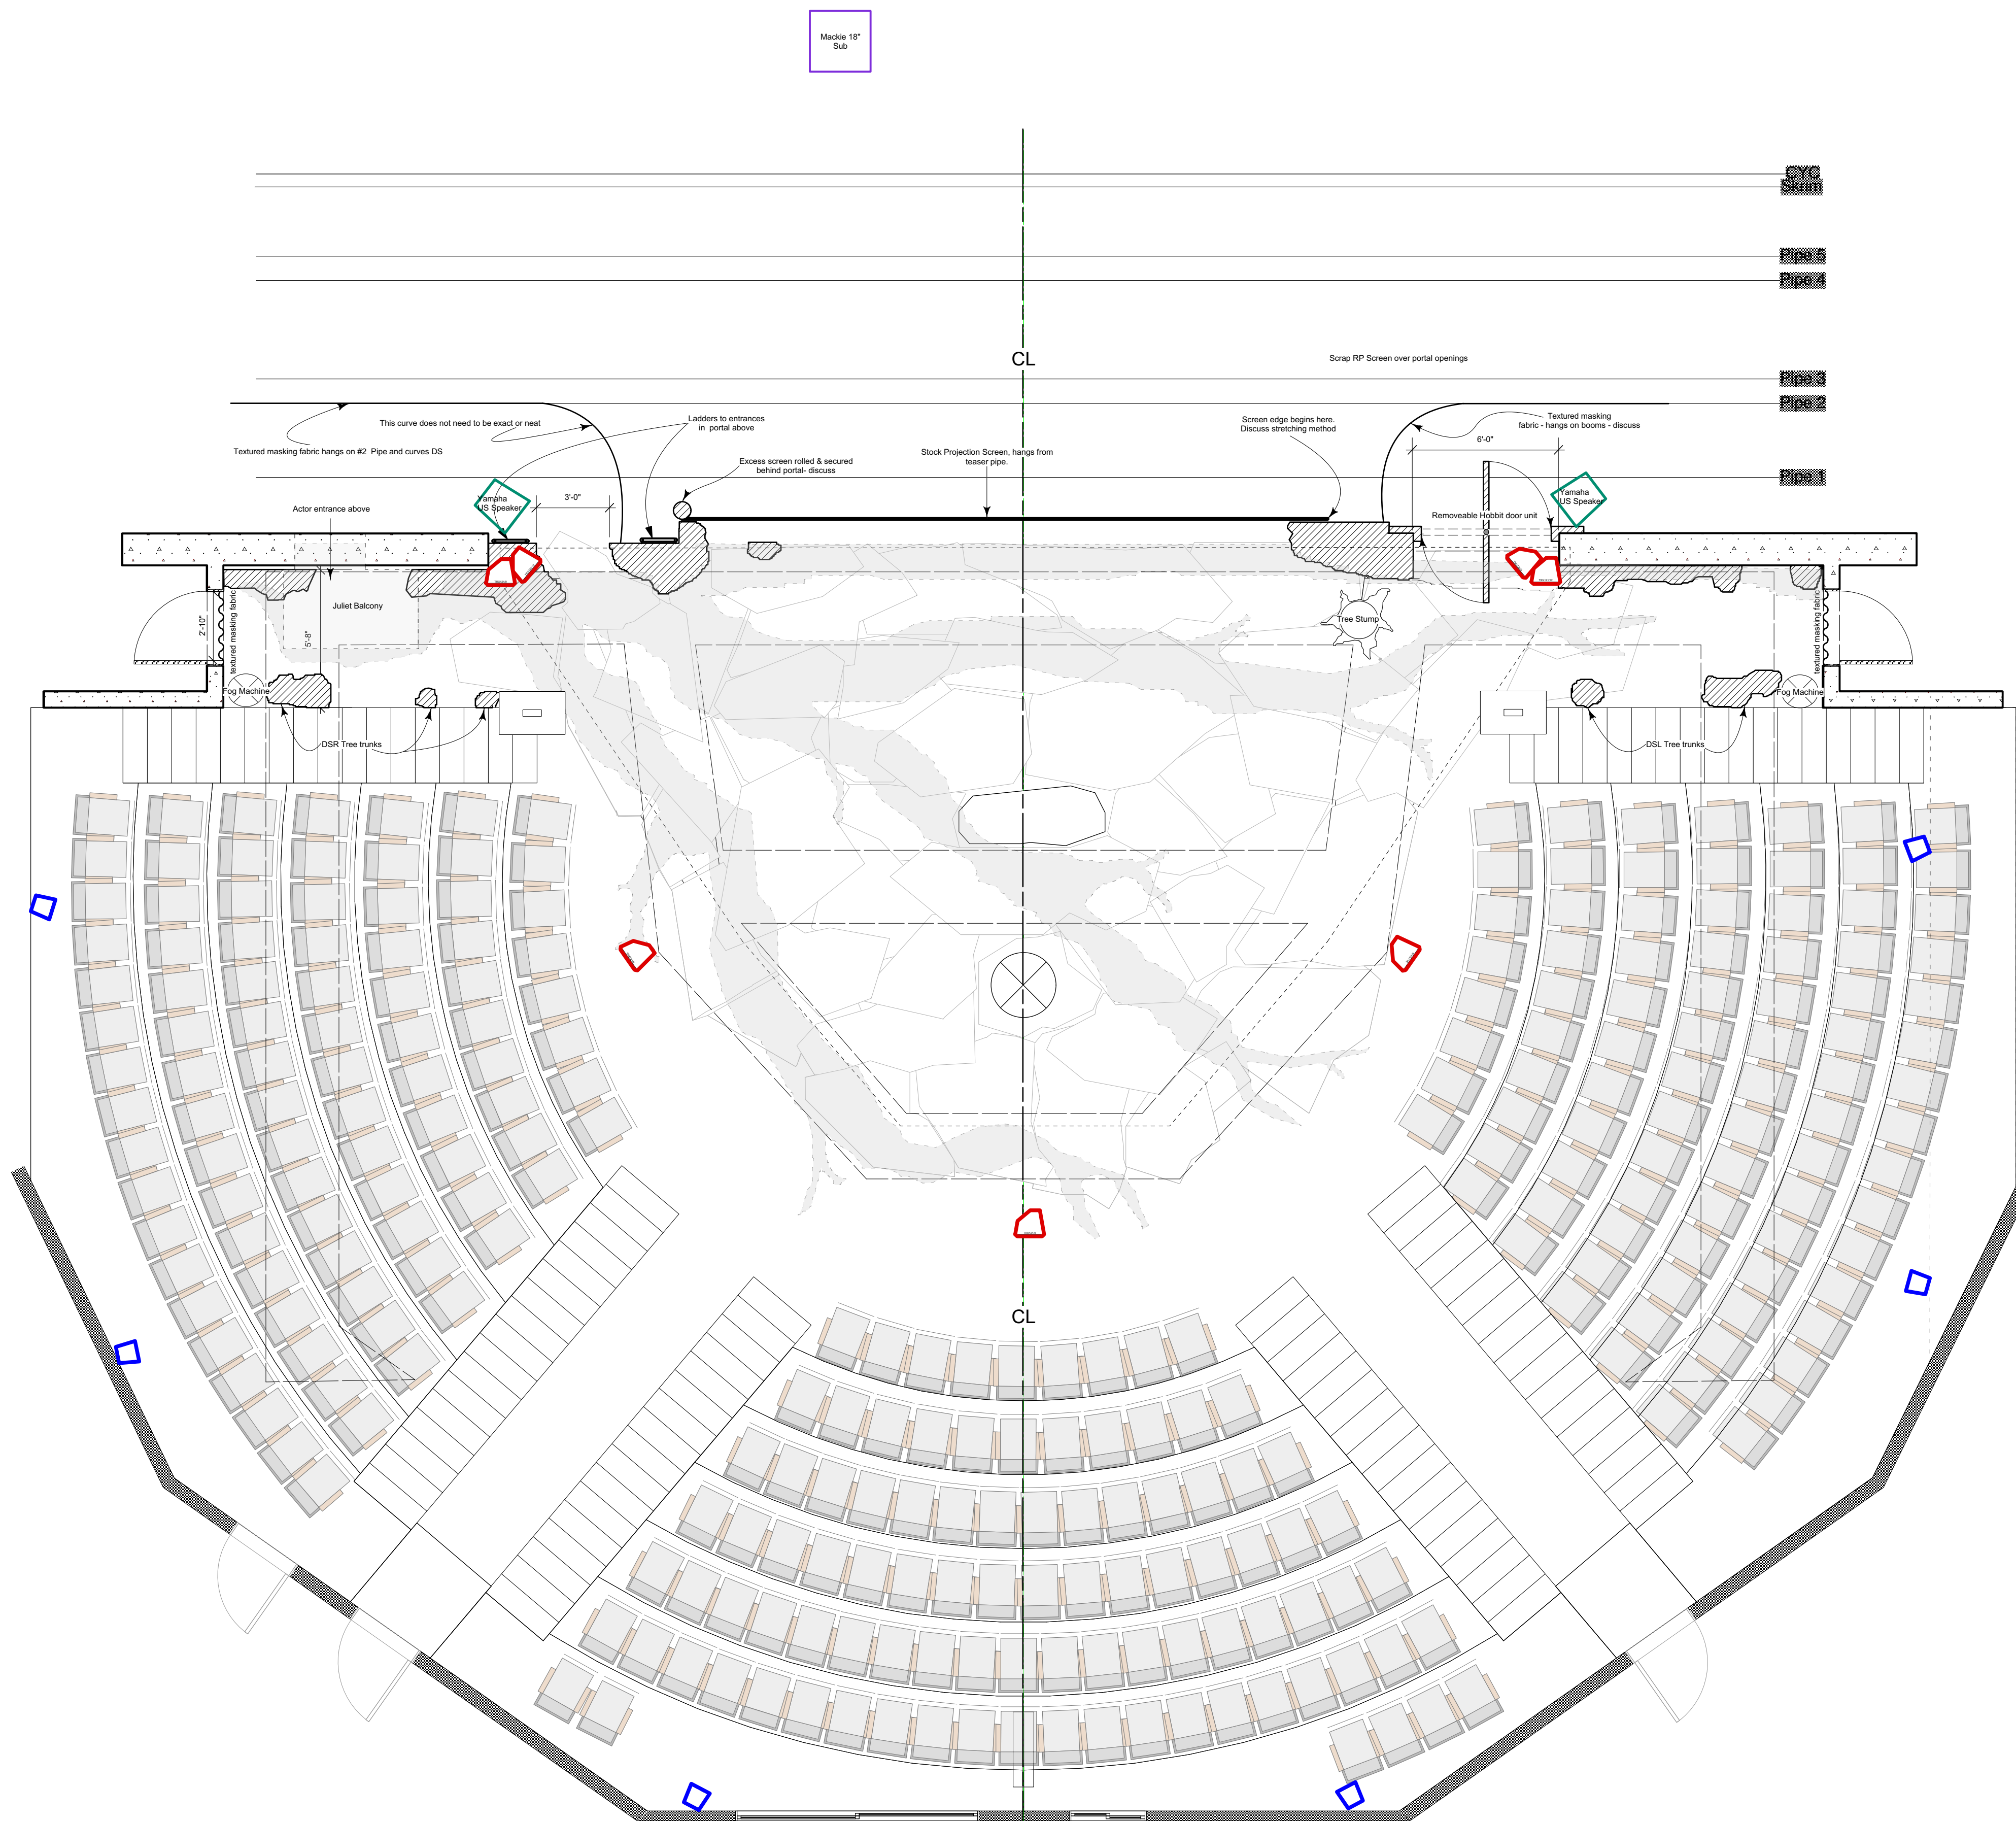 Mackie 18"
Sub
CYC
Skrim
Pipe 5
Pipe 4
CL
Scrap RP Screen over portal openings
Pipe 3
Pipe 2
This curve does not need to be exact or neat
Ladders to entrances
in portal above
Screen edge begins here.
Discuss stretching method
Textured masking
fabric - hangs on booms - discuss
Textured masking fabric hangs on #2 Pipe and curves DS
6'-0"
Excess screen rolled & secured
behind portal- discuss
Stock Projection Screen, hangs from
teaser pipe.
Pipe 1
Yamaha
US Speaker
3'-0"
Yamaha
US Speaker
Actor entrance above
Removeable Hobbit door unit
Juliet Balcony
2'-10"
textured masking fabric
5'-8"
Tree Stump
textured masking fabric
Fog Machine
Fog Machine
DSR Tree trunks
DSL Tree trunks
CL